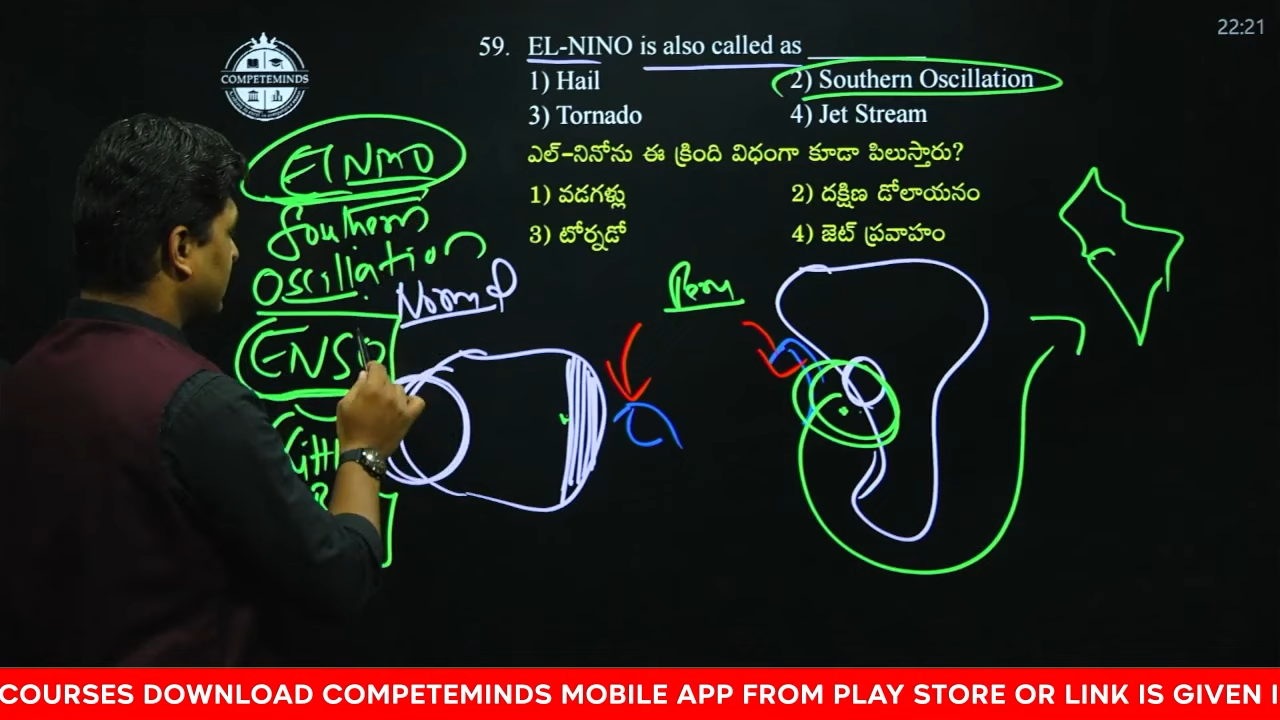 22:21
COMPETEMINDS
59. EL-NINO is also called as ________
1) Hail
2) Southern Oscillation
3) Tornado
4) Jet Stream
ఎల్-నినోను ఈ క్రింది విధంగా కూడా పిలుస్తారు?
1) వడగళ్లు
2) దక్షిణ డోలాయనం
3) టోర్నడో
4) జెట్ ప్రవాహం
El Nino
Southern
Oscillation
Normal
Peru
ENSO
COURSES DOWNLOAD COMPETEMINDS MOBILE APP FROM PLAY STORE OR LINK IS GIVEN I